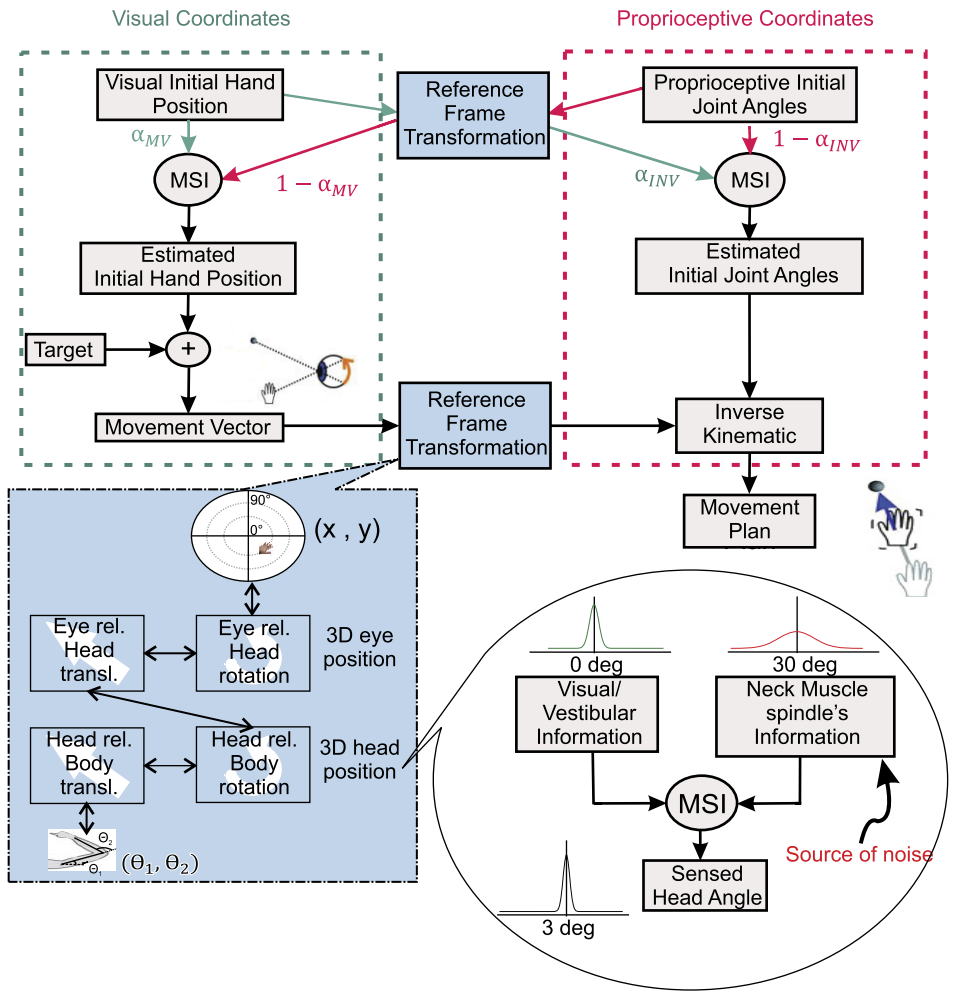 Visual Coordinates
Proprioceptive Coordinates
Visual Initial Hand
Position
Reference
Frame
Transformation
Proprioceptive Initial
Joint Angles
α_MV
1 − α_MV
α_INV
1 − α_INV
MSI
MSI
Estimated
Initial Hand Position
Estimated
Initial Joint Angles
Target
+
Movement Vector
Reference
Frame
Transformation
Inverse
Kinematic
Movement
Plan
90°
0°
(x , y)
Eye rel.
Head
transl.
Eye rel.
Head
rotation
3D eye
position
Head rel.
Body
transl.
Head rel.
Body
rotation
3D head
position
Θ2
Θ1
(Θ1, Θ2)
0 deg
30 deg
Visual/
Vestibular
Information
Neck Muscle
spindle’s
Information
MSI
Source of noise
Sensed
Head Angle
3 deg